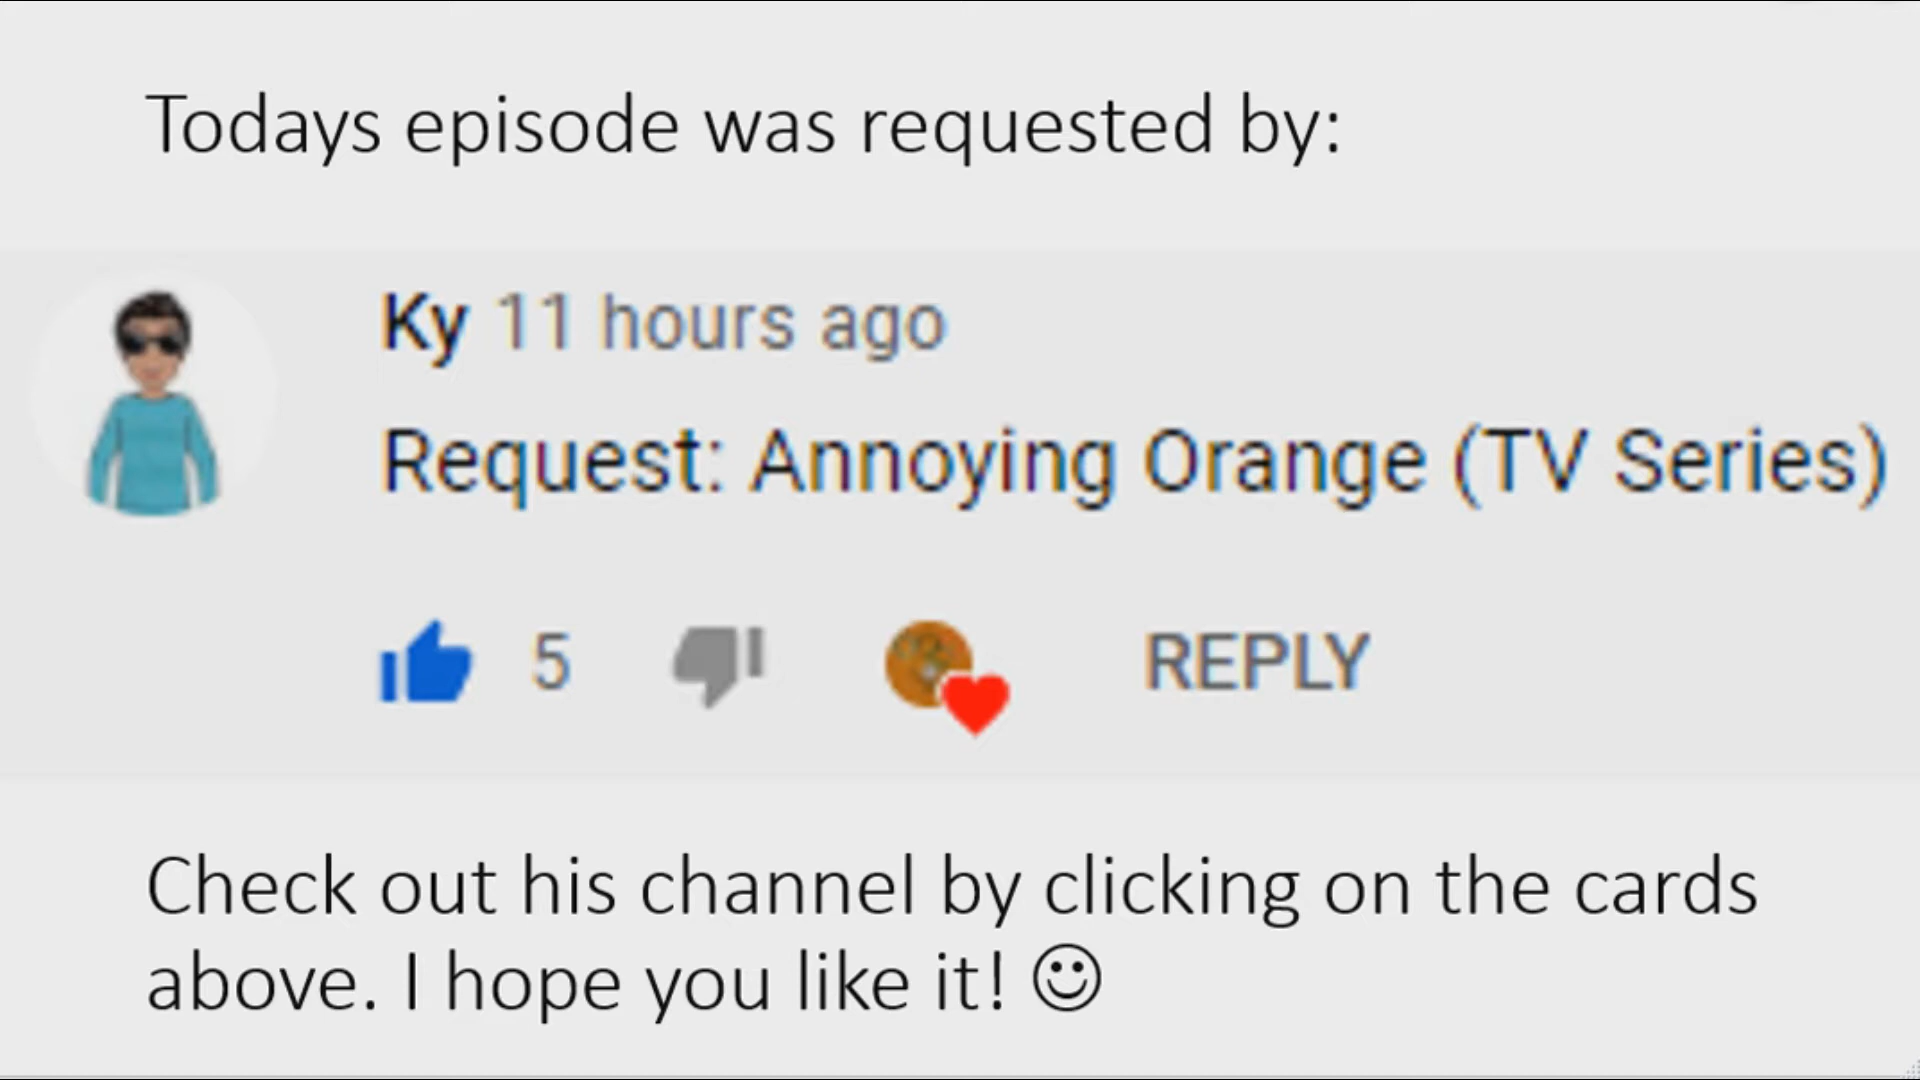 Todays episode was requested by:
Ky 11 hours ago
Request: Annoying Orange (TV Series)
5 REPLY
Check out his channel by clicking on the cards
above. I hope you like it! ☺